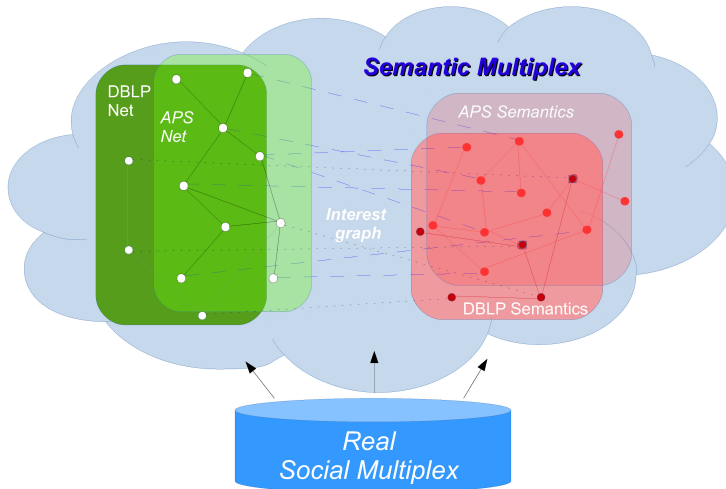 Semantic Multiplex
DBLP
Net
APS
Net
APS Semantics
Interest
graph
DBLP Semantics
Real
Social Multiplex